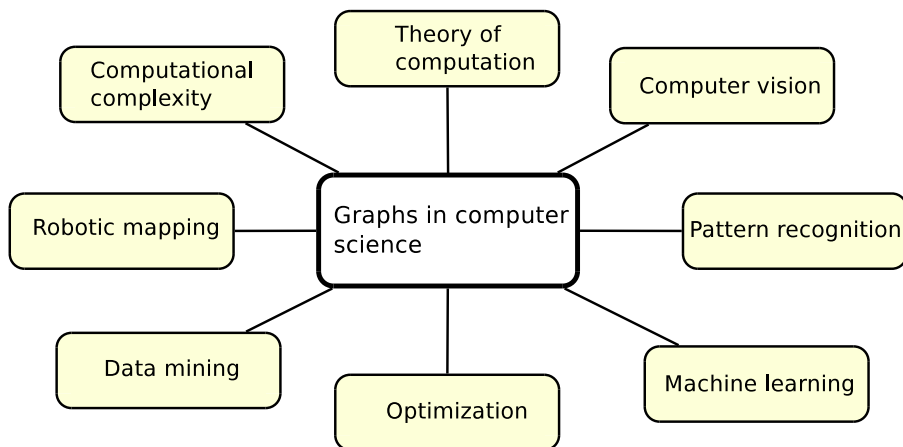 Theory of
computation
Computational
complexity
Computer vision
Robotic mapping
Graphs in computer
science
Pattern recognition
Data mining
Optimization
Machine learning